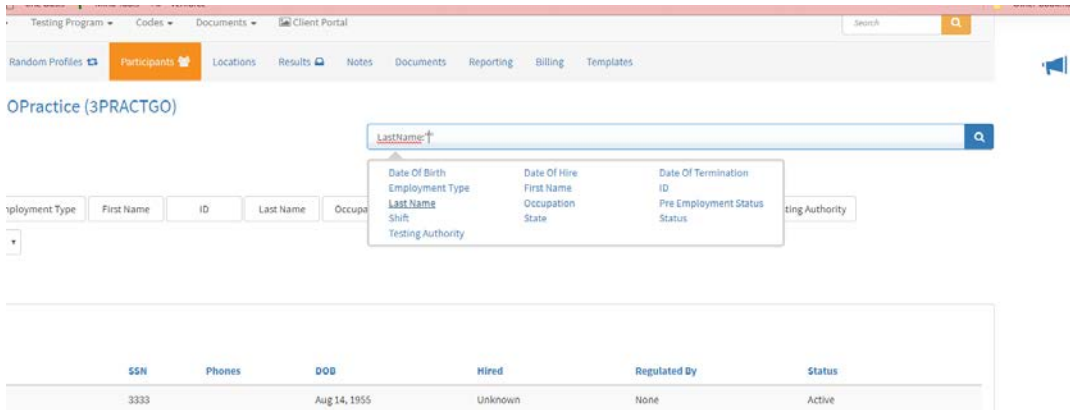 Testing Program Codes Documents Client Portal Search
Random Profiles Participants Locations Results Notes Documents Reporting Billing Templates
OPractice (3PRACTGO)
LastName:"
Date Of Birth Date Of Hire Date Of Termination
Employment Type First Name ID
Last Name Occupation Pre Employment Status
Shift State Status
Testing Authority
ployment Type First Name ID Last Name Occupa ting Authority
SSN Phones DOB Hired Regulated By Status
3333 Aug 14, 1955 Unknown None Active